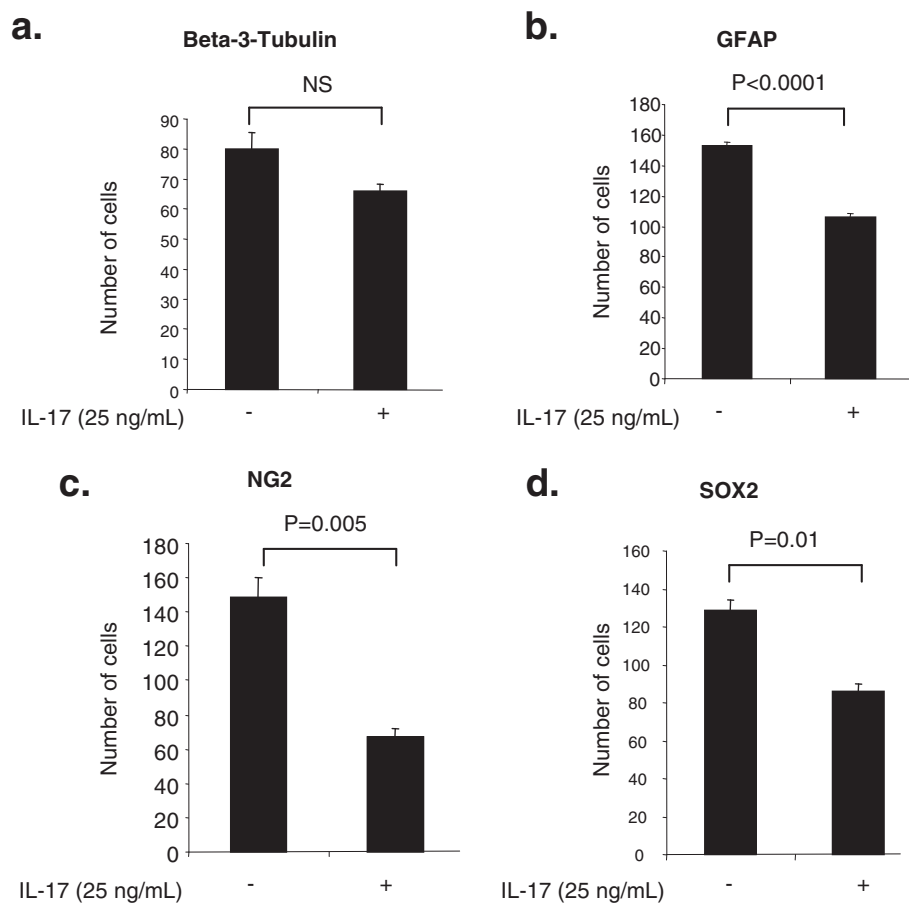 a.
Beta-3-Tubulin
NS
90
80
70
60
50
40
30
20
10
0
Number of cells
IL-17 (25 ng/mL) - +
b.
GFAP
P<0.0001
180
160
140
120
100
80
60
40
20
0
Number of cells
IL-17 (25 ng/mL) - +
c.
NG2
P=0.005
180
160
140
120
100
80
60
40
20
0
Number of cells
IL-17 (25 ng/mL) - +
d.
SOX2
P=0.01
160
140
120
100
80
60
40
20
0
Number of cells
IL-17 (25 ng/mL) - +